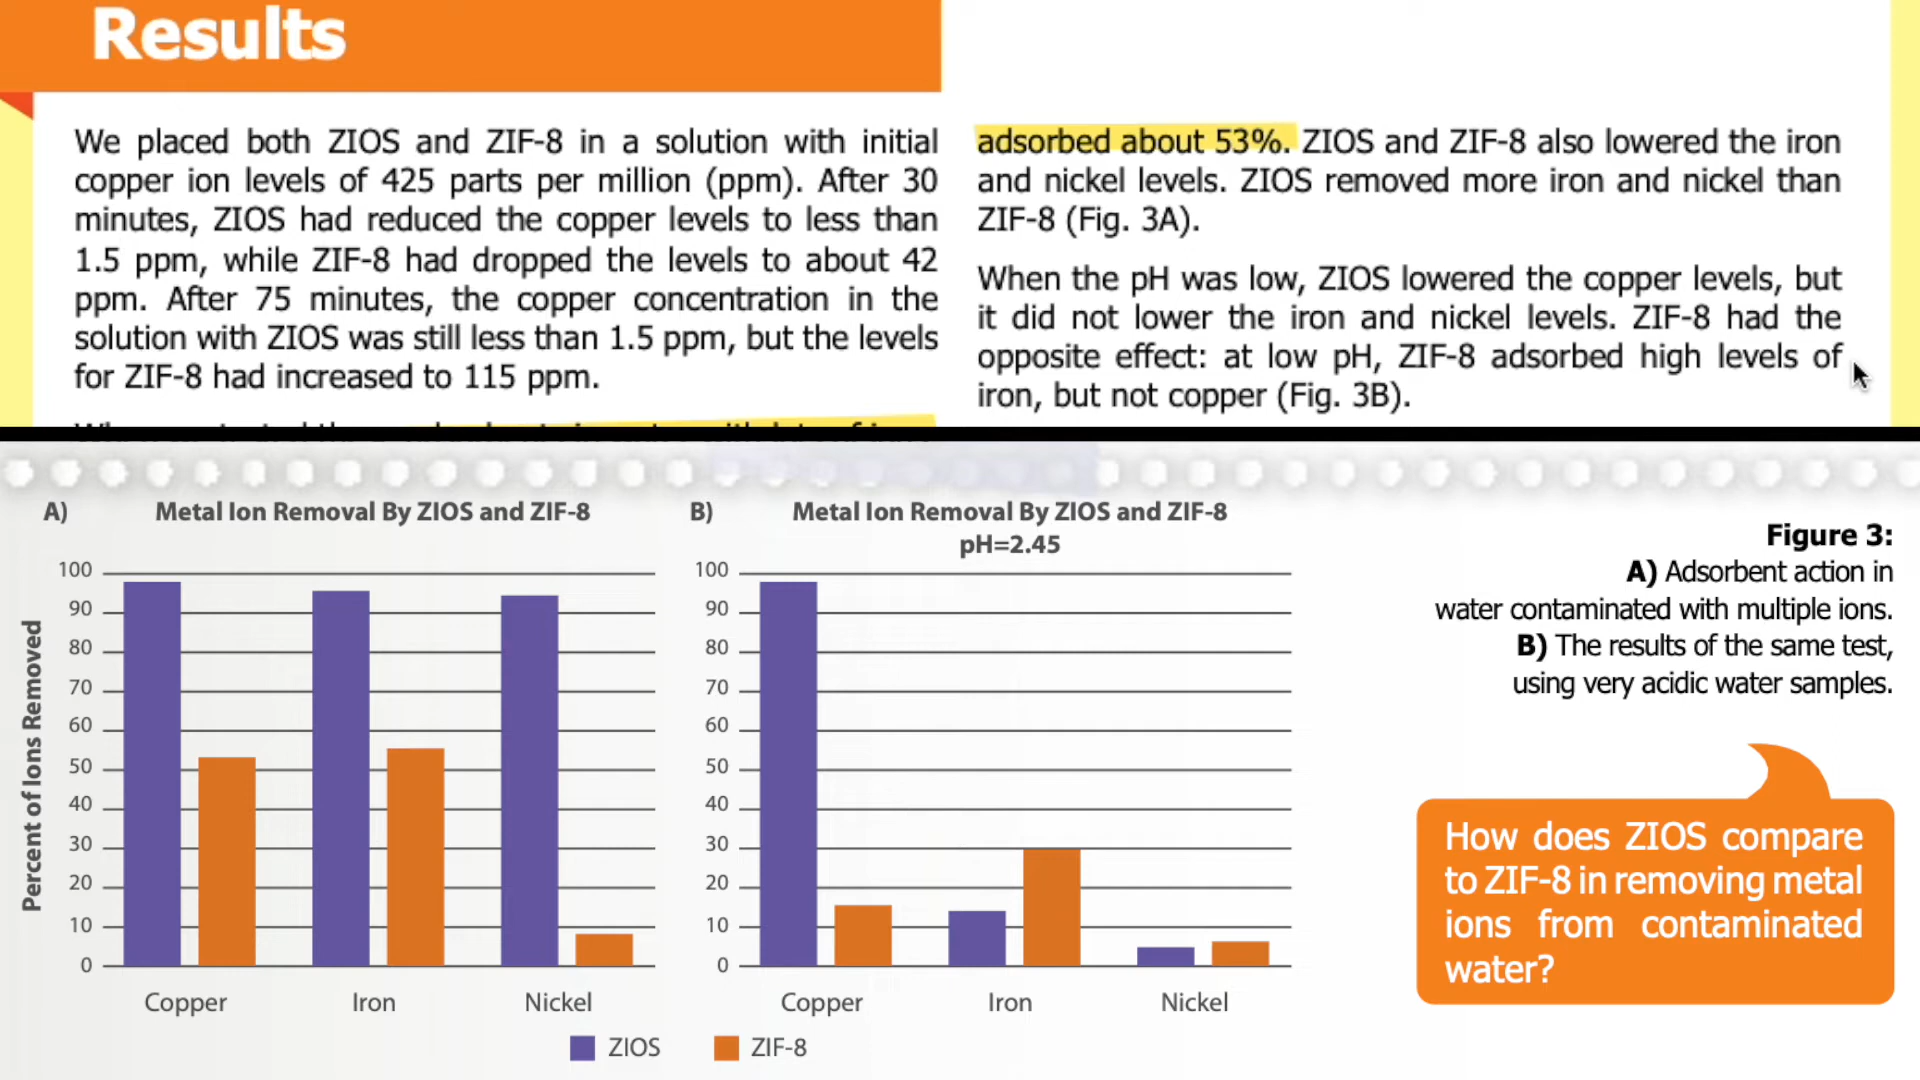 Results
We placed both ZIOS and ZIF-8 in a solution with initial
copper ion levels of 425 parts per million (ppm). After 30
minutes, ZIOS had reduced the copper levels to less than
1.5 ppm, while ZIF-8 had dropped the levels to about 42
ppm. After 75 minutes, the copper concentration in the
solution with ZIOS was still less than 1.5 ppm, but the levels
for ZIF-8 had increased to 115 ppm.
adsorbed about 53%. ZIOS and ZIF-8 also lowered the iron
and nickel levels. ZIOS removed more iron and nickel than
ZIF-8 (Fig. 3A).
When the pH was low, ZIOS lowered the copper levels, but
it did not lower the iron and nickel levels. ZIF-8 had the
opposite effect: at low pH, ZIF-8 adsorbed high levels of
iron, but not copper (Fig. 3B).
A) Metal Ion Removal By ZIOS and ZIF-8
Percent of Ions Removed
100
90
80
70
60
50
40
30
20
10
0
Copper Iron Nickel
B) Metal Ion Removal By ZIOS and ZIF-8
pH=2.45
100
90
80
70
60
50
40
30
20
10
0
Copper Iron Nickel
ZIOS ZIF-8
Figure 3:
A) Adsorbent action in
water contaminated with multiple ions.
B) The results of the same test,
using very acidic water samples.
How does ZIOS compare
to ZIF-8 in removing metal
ions from contaminated
water?